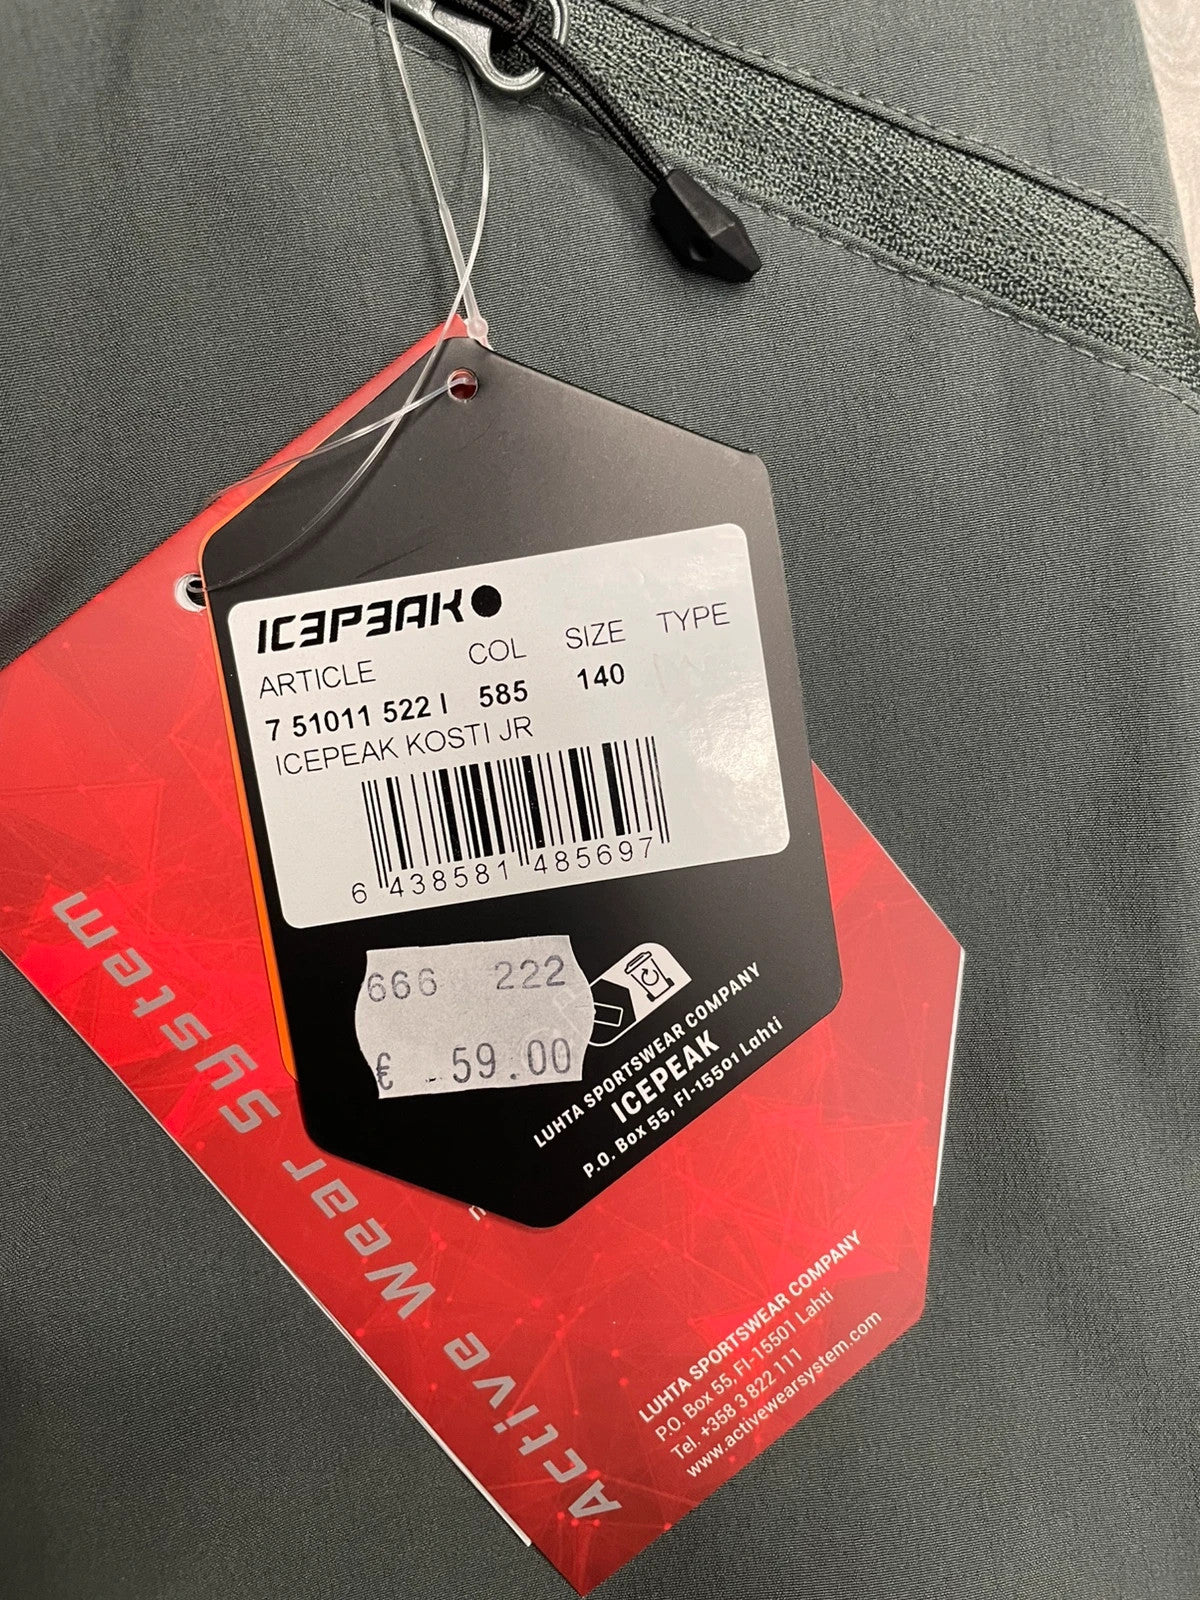 ICEPEAK
ARTICLE COL SIZE TYPE
7 51011 522 I 585 140
ICEPEAK KOSTI JR
6 438581 485697
666 222
€ 59.00
LUHTA SPORTSWEAR COMPANY
ICEPEAK
P.O. Box 55, FI-15501 Lahti
Active Wear System
LUHTA SPORTSWEAR COMPANY
P.O. Box 55, FI-15501 Lahti
Tel. +358 3 822 111
www.activewearsystem.com